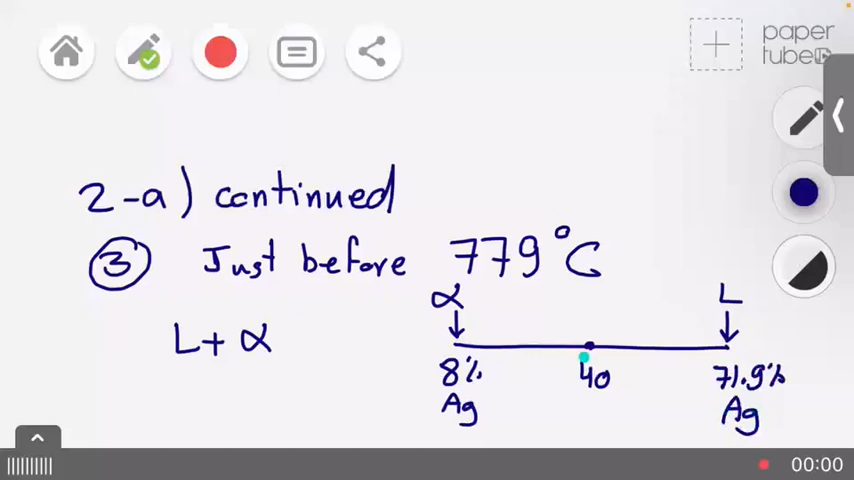 paper
tube
2-a) continued
③ Just before 779°C
α L
L + α
8% 40 71.9%
Ag Ag
00:00